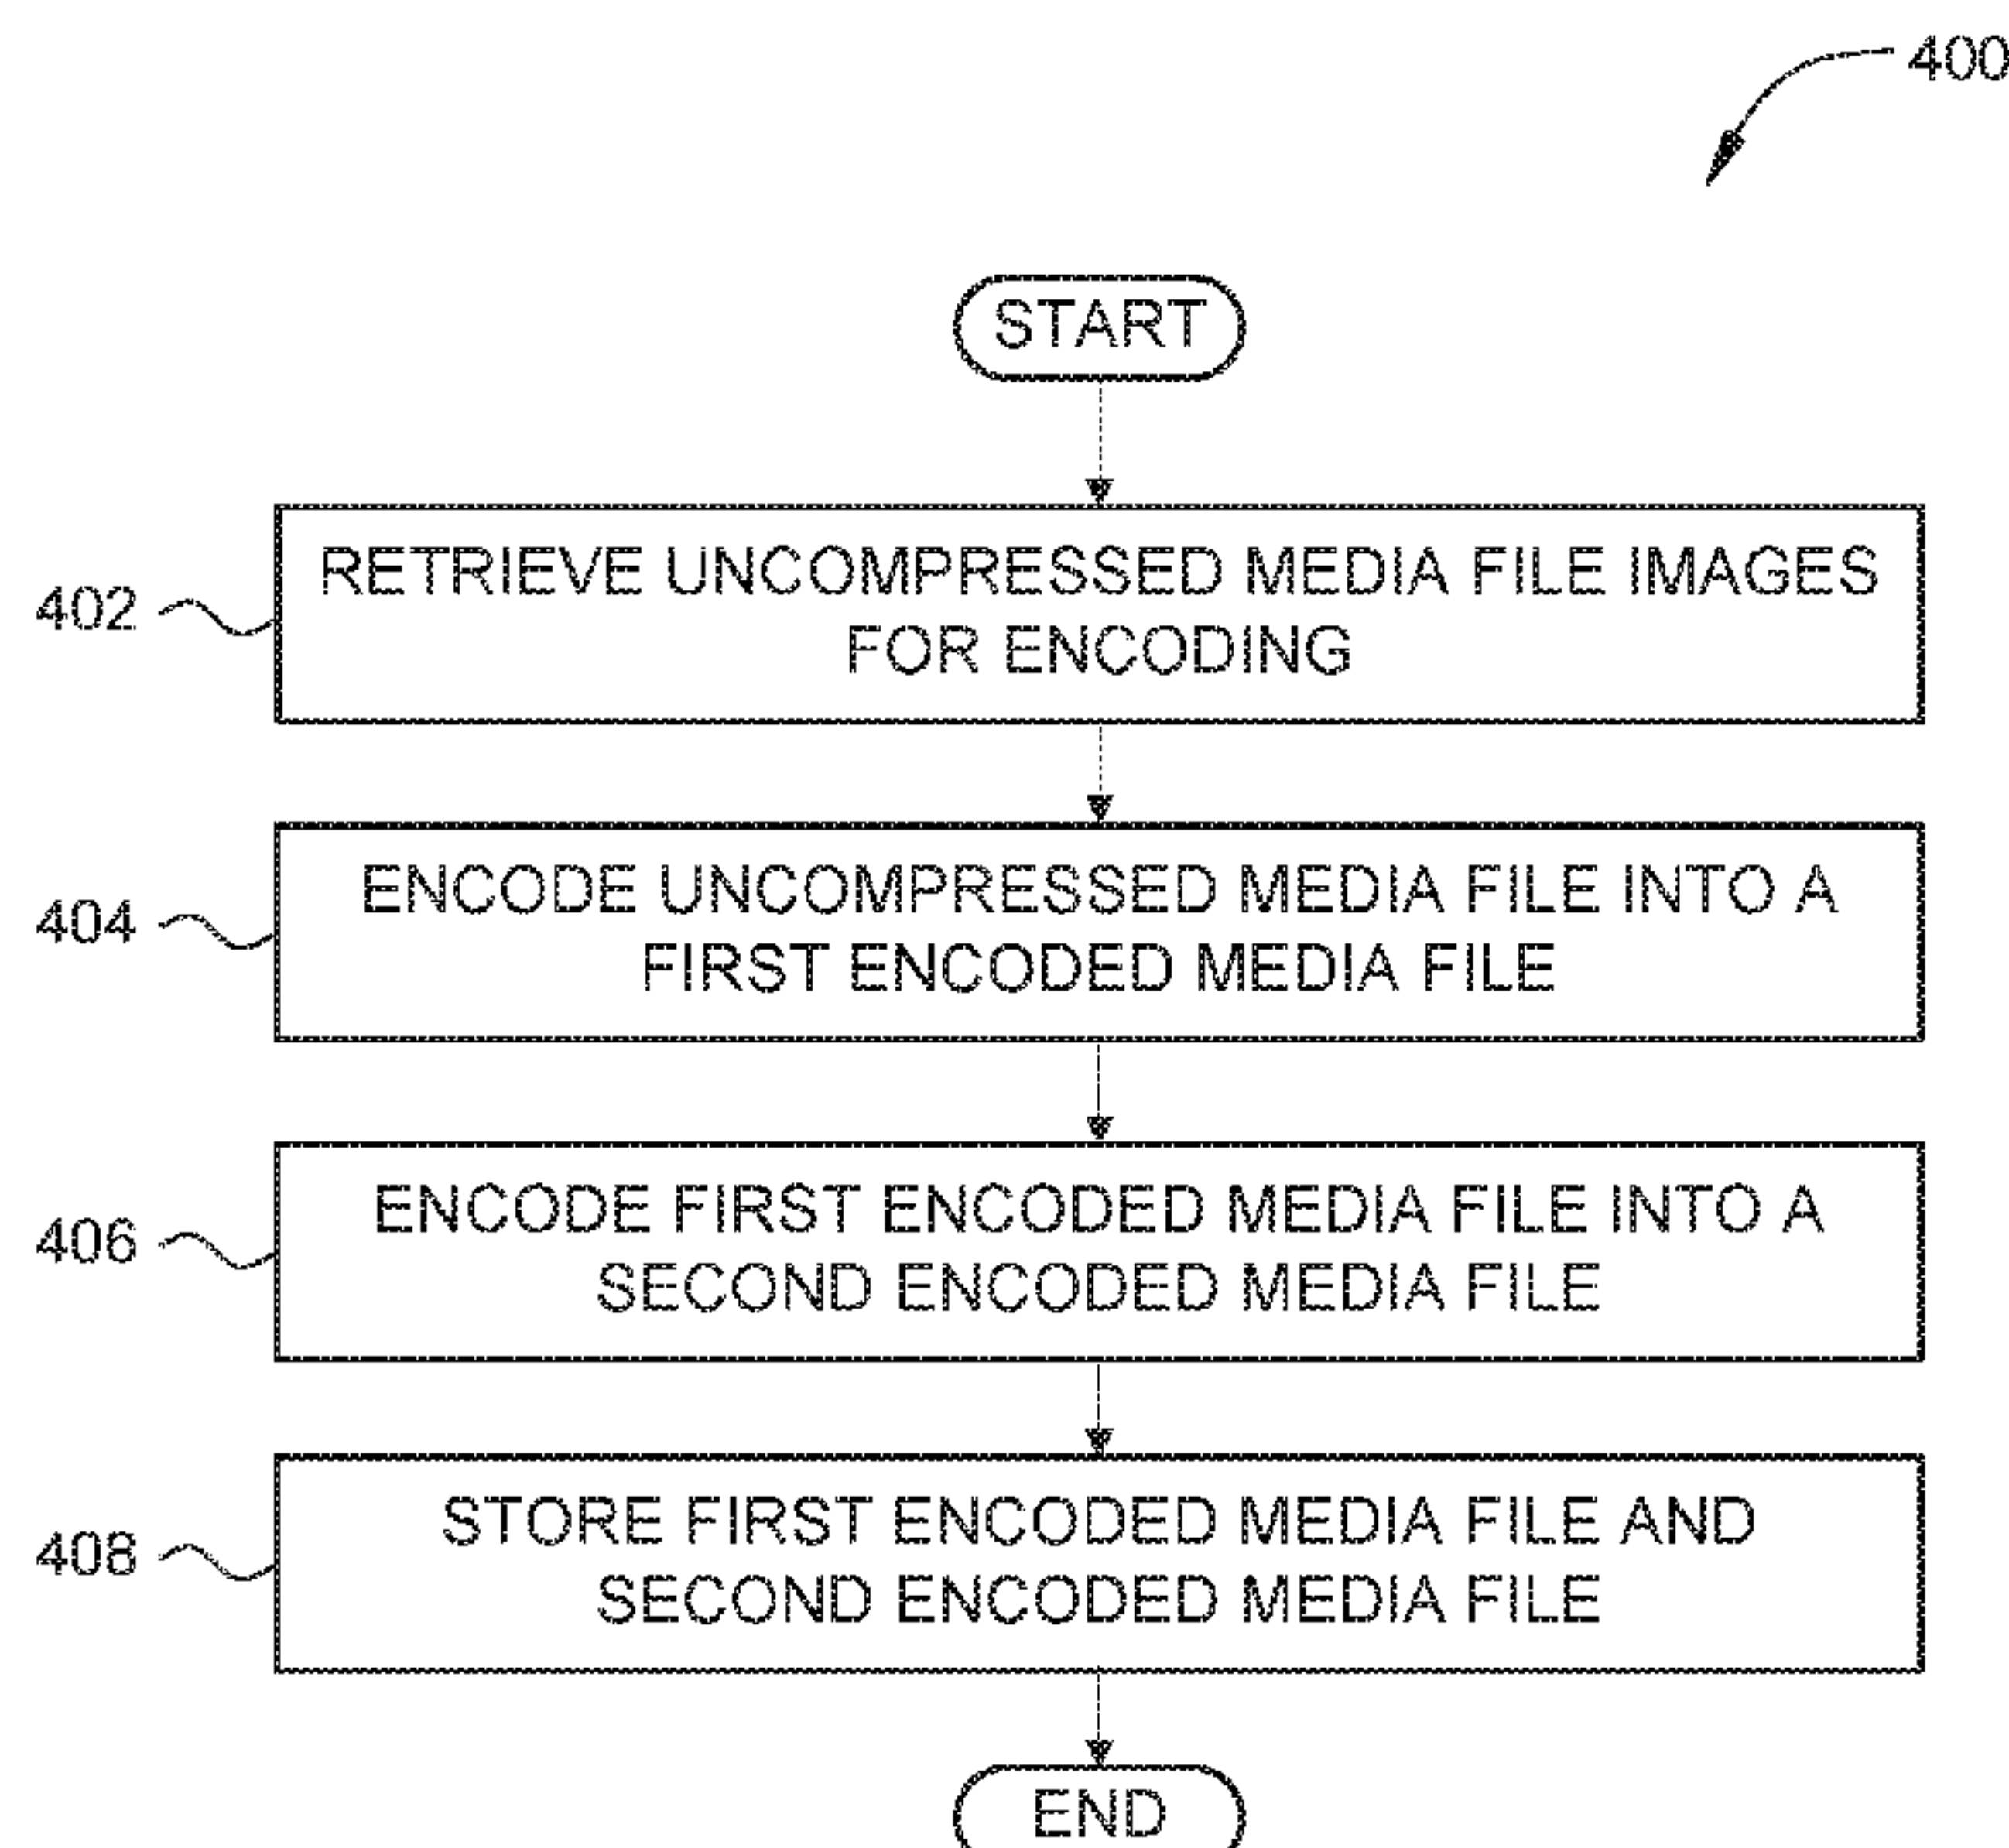 400
START
402
RETRIEVE UNCOMPRESSED MEDIA FILE IMAGES
FOR ENCODING
404
ENCODE UNCOMPRESSED MEDIA FILE INTO A
FIRST ENCODED MEDIA FILE
406
ENCODE FIRST ENCODED MEDIA FILE INTO A
SECOND ENCODED MEDIA FILE
408
STORE FIRST ENCODED MEDIA FILE AND
SECOND ENCODED MEDIA FILE
END